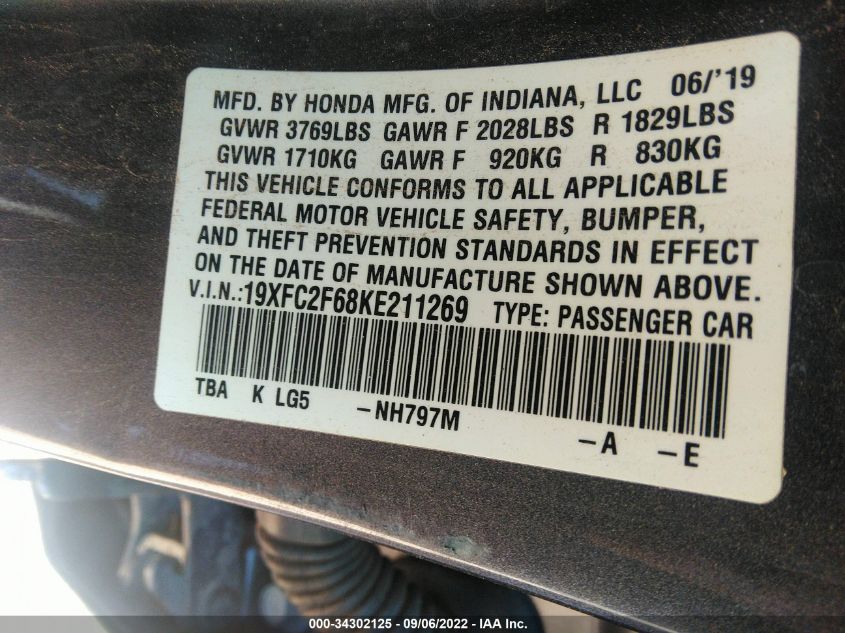 MFD. BY HONDA MFG. OF INDIANA, LLC 06/'19
GVWR 3769LBS GAWR F 2028LBS R 1829LBS
GVWR 1710KG GAWR F 920KG R 830KG
THIS VEHICLE CONFORMS TO ALL APPLICABLE
FEDERAL MOTOR VEHICLE SAFETY, BUMPER,
AND THEFT PREVENTION STANDARDS IN EFFECT
ON THE DATE OF MANUFACTURE SHOWN ABOVE.
V.I.N.:19XFC2F68KE211269 TYPE: PASSENGER CAR
TBA K LG5 -NH797M -A -E
000-34302125 - 09/06/2022 - IAA Inc.